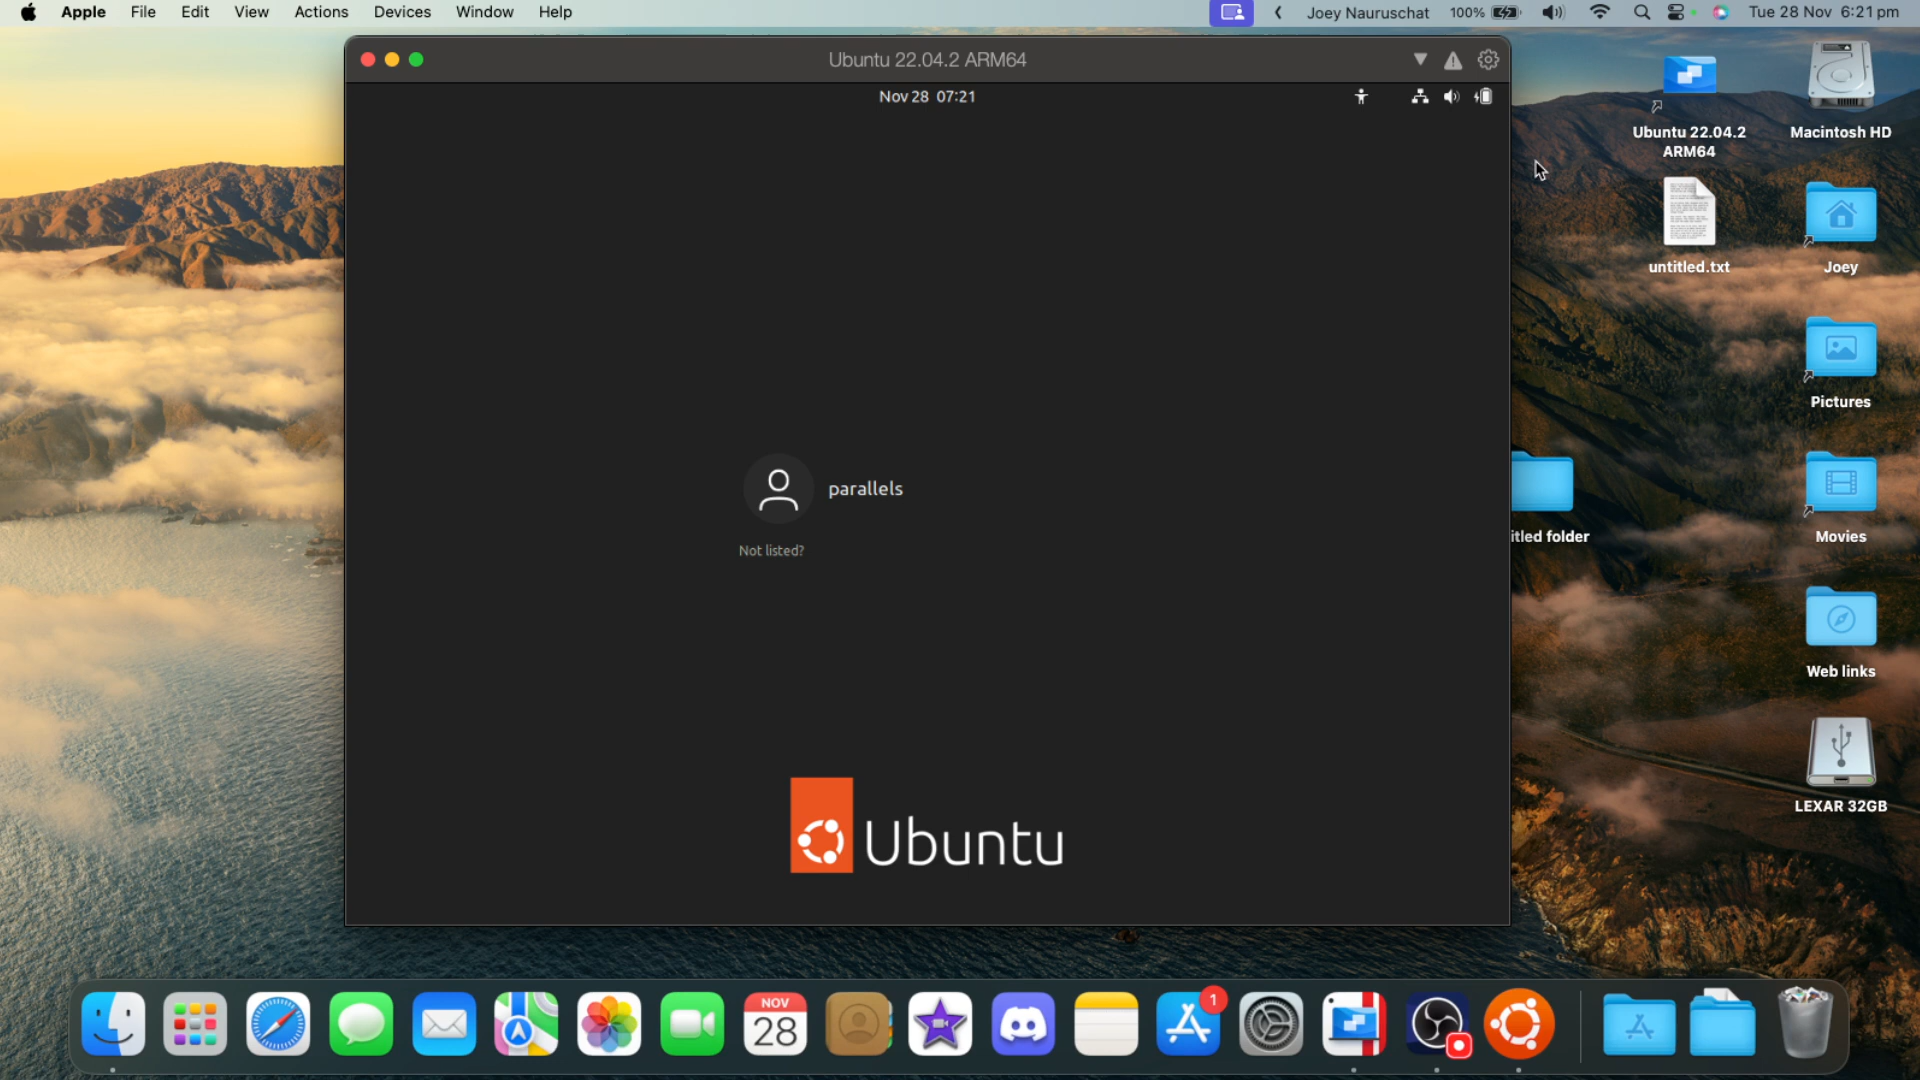 Apple File Edit View Actions Devices Window Help
Joey Nauruschat 100% Tue 28 Nov 6:21 pm
Ubuntu 22.04.2 ARM64
Nov 28 07:21
parallels
Not listed?
Ubuntu
Ubuntu 22.04.2
ARM64
Macintosh HD
untitled.txt
Joey
Pictures
itled folder
Movies
Web links
LEXAR 32GB
NOV
28
1